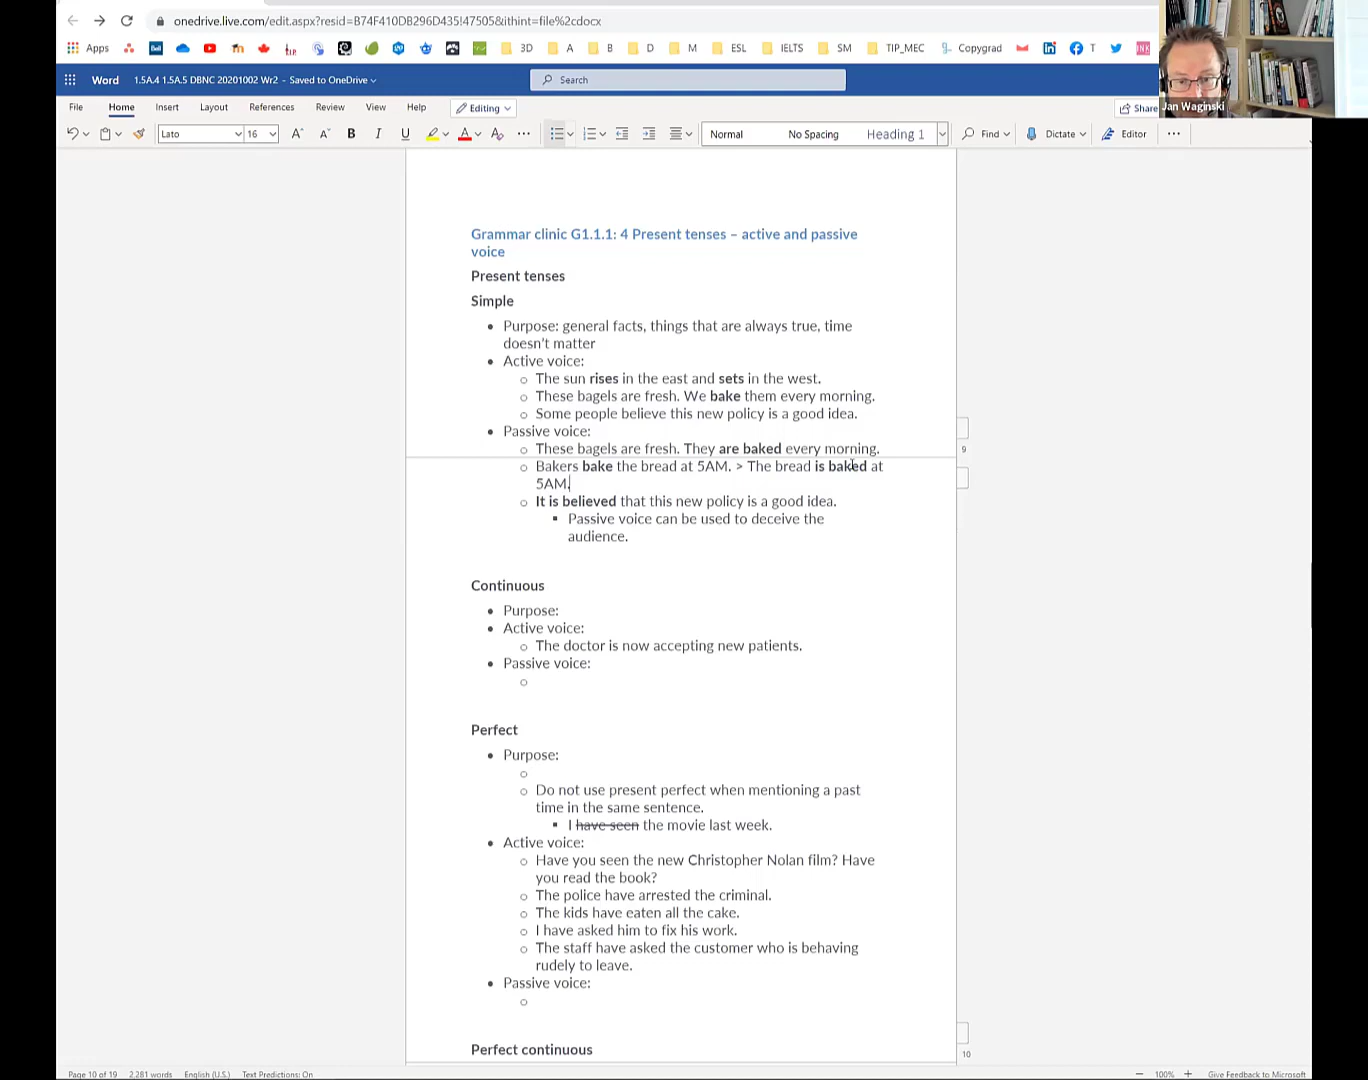 onedrive.live.com/edit.aspx?resid=B74F410DB296D435!47505&ithint=file%2cdocx
Apps 3D A B D M ESL IELTS SM TIP_MEC Copygrad T
Word 1.5A.4 1.5A.5 DBNC 20201002 Wr2 - Saved to OneDrive Search
Jan Waginski
File Home Insert Layout References Review View Help Editing Share
Lato 16 A A B I U A Normal No Spacing Heading 1 Find Dictate Editor
Grammar clinic G1.1.1: 4 Present tenses – active and passive
voice
Present tenses
Simple
• Purpose: general facts, things that are always true, time
doesn't matter
• Active voice:
o The sun rises in the east and sets in the west.
o These bagels are fresh. We bake them every morning.
o Some people believe this new policy is a good idea.
• Passive voice:
o These bagels are fresh. They are baked every morning.
9
o Bakers bake the bread at 5AM. > The bread is baked at
5AM.
o It is believed that this new policy is a good idea.
▪ Passive voice can be used to deceive the
audience.
Continuous
• Purpose:
• Active voice:
o The doctor is now accepting new patients.
• Passive voice:
o
Perfect
• Purpose:
o
o Do not use present perfect when mentioning a past
time in the same sentence.
▪ I have seen the movie last week.
• Active voice:
o Have you seen the new Christopher Nolan film? Have
you read the book?
o The police have arrested the criminal.
o The kids have eaten all the cake.
o I have asked him to fix his work.
o The staff have asked the customer who is behaving
rudely to leave.
• Passive voice:
o
Perfect continuous
10
Page 10 of 19 2,281 words English (U.S.) Text Predictions: On 100% Give Feedback to Microsoft